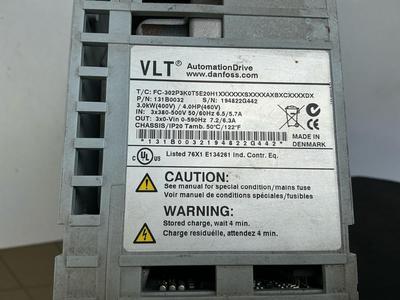 VLT® AutomationDrive
www.danfoss.com
T/C: FC-302P3K0T5E20H1XXXXXXSXXXXAXBXCXXXXDX
P/N: 131B0032 S/N: 194822G442
3.0kW(400V) / 4.0HP(460V)
IN: 3x380-500V 50/60Hz 6.5/5.7A
OUT: 3x0-Vin 0-590Hz 7.2/6.3A
CHASSIS/IP20 Tamb. 50°C/122°F
*131B0032194822G442*
MADE IN
DENMARK
Listed 76X1 E134261 Ind. Contr. Eq.
CAUTION:
See manual for special condition/mains fuse
Voir manuel de conditions spéciales/fusibles
WARNING:
Stored charge, wait 4 min.
Charge residuélle, attendez 4 min.